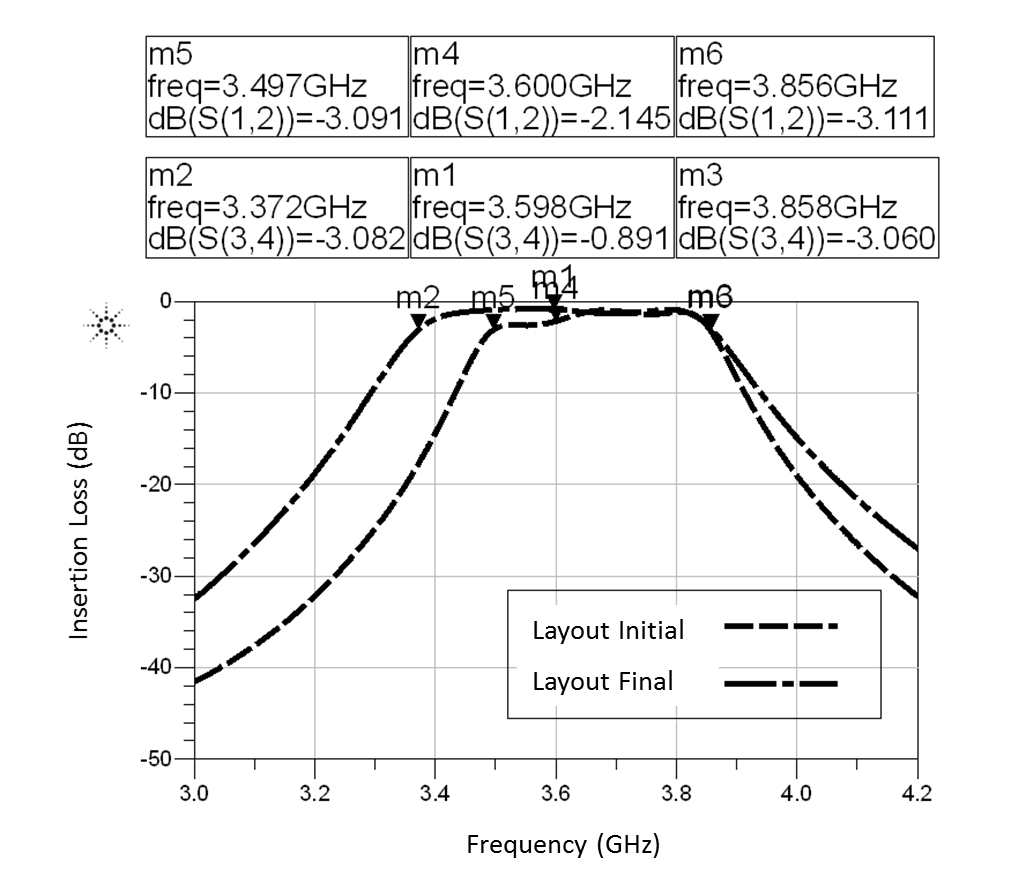 m5
freq=3.497GHz
dB(S(1,2))=-3.091
m4
freq=3.600GHz
dB(S(1,2))=-2.145
m6
freq=3.856GHz
dB(S(1,2))=-3.111
m2
freq=3.372GHz
dB(S(3,4))=-3.082
m1
freq=3.598GHz
dB(S(3,4))=-0.891
m3
freq=3.858GHz
dB(S(3,4))=-3.060
m1
m2 m5 m4
0
-10
-20
-30
-40
-50
Insertion Loss (dB)
Layout Initial
Layout Final
3.0 3.2 3.4 3.6 3.8 4.0 4.2
Frequency (GHz)